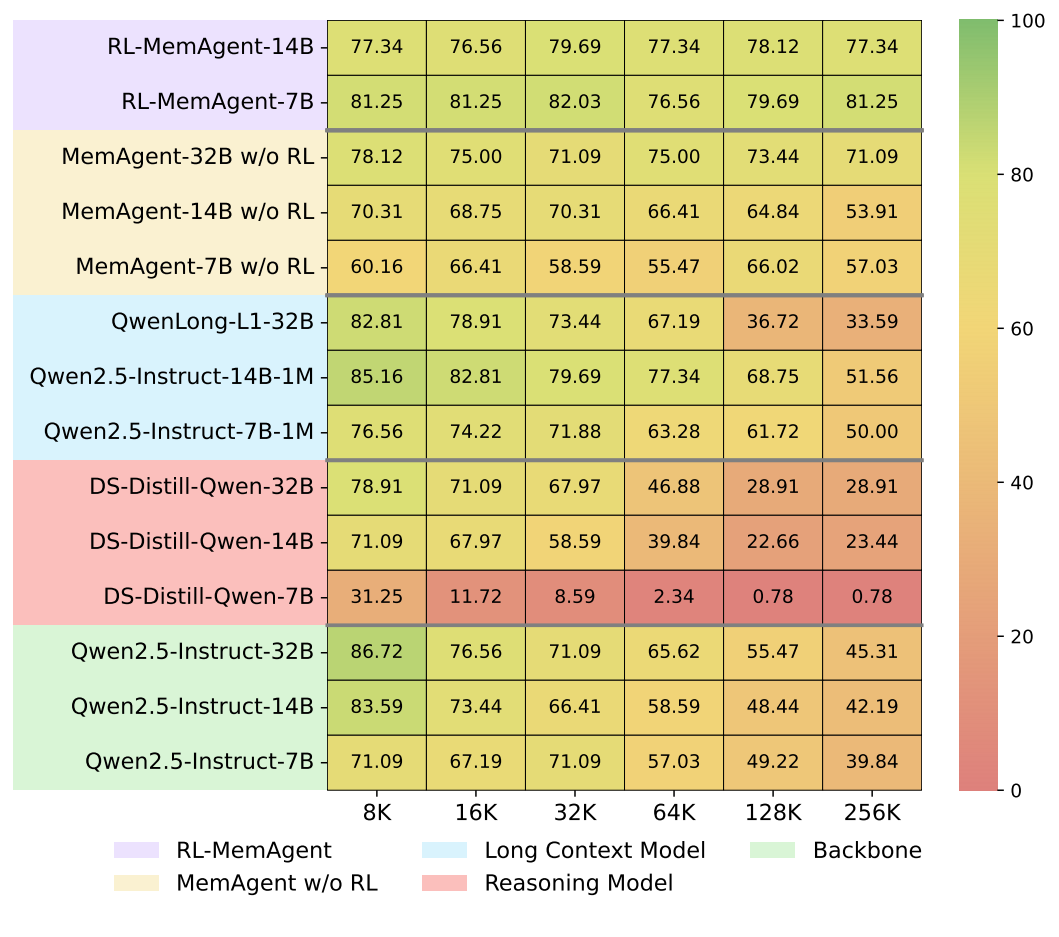 RL-MemAgent-14B 77.34 76.56 79.69 77.34 78.12 77.34
RL-MemAgent-7B 81.25 81.25 82.03 76.56 79.69 81.25
MemAgent-32B w/o RL 78.12 75.00 71.09 75.00 73.44 71.09
MemAgent-14B w/o RL 70.31 68.75 70.31 66.41 64.84 53.91
MemAgent-7B w/o RL 60.16 66.41 58.59 55.47 66.02 57.03
QwenLong-L1-32B 82.81 78.91 73.44 67.19 36.72 33.59
Qwen2.5-Instruct-14B-1M 85.16 82.81 79.69 77.34 68.75 51.56
Qwen2.5-Instruct-7B-1M 76.56 74.22 71.88 63.28 61.72 50.00
DS-Distill-Qwen-32B 78.91 71.09 67.97 46.88 28.91 28.91
DS-Distill-Qwen-14B 71.09 67.97 58.59 39.84 22.66 23.44
DS-Distill-Qwen-7B 31.25 11.72 8.59 2.34 0.78 0.78
Qwen2.5-Instruct-32B 86.72 76.56 71.09 65.62 55.47 45.31
Qwen2.5-Instruct-14B 83.59 73.44 66.41 58.59 48.44 42.19
Qwen2.5-Instruct-7B 71.09 67.19 71.09 57.03 49.22 39.84
8K 16K 32K 64K 128K 256K
100
80
60
40
20
0
RL-MemAgent Long Context Model Backbone
MemAgent w/o RL Reasoning Model